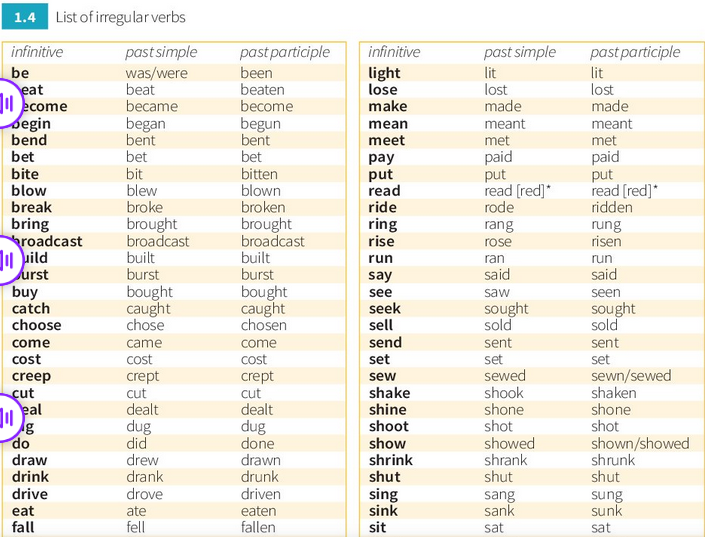 1.4 List of irregular verbs
infinitive past simple past participle
be was/were been
beat beat beaten
become became become
begin began begun
bend bent bent
bet bet bet
bite bit bitten
blow blew blown
break broke broken
bring brought brought
broadcast broadcast broadcast
build built built
burst burst burst
buy bought bought
catch caught caught
choose chose chosen
come came come
cost cost cost
creep crept crept
cut cut cut
deal dealt dealt
dig dug dug
do did done
draw drew drawn
drink drank drunk
drive drove driven
eat ate eaten
fall fell fallen
infinitive past simple past participle
light lit lit
lose lost lost
make made made
mean meant meant
meet met met
pay paid paid
put put put
read read [red]* read [red]*
ride rode ridden
ring rang rung
rise rose risen
run ran run
say said said
see saw seen
seek sought sought
sell sold sold
send sent sent
set set set
sew sewed sewn/sewed
shake shook shaken
shine shone shone
shoot shot shot
show showed shown/showed
shrink shrank shrunk
shut shut shut
sing sang sung
sink sank sunk
sit sat sat